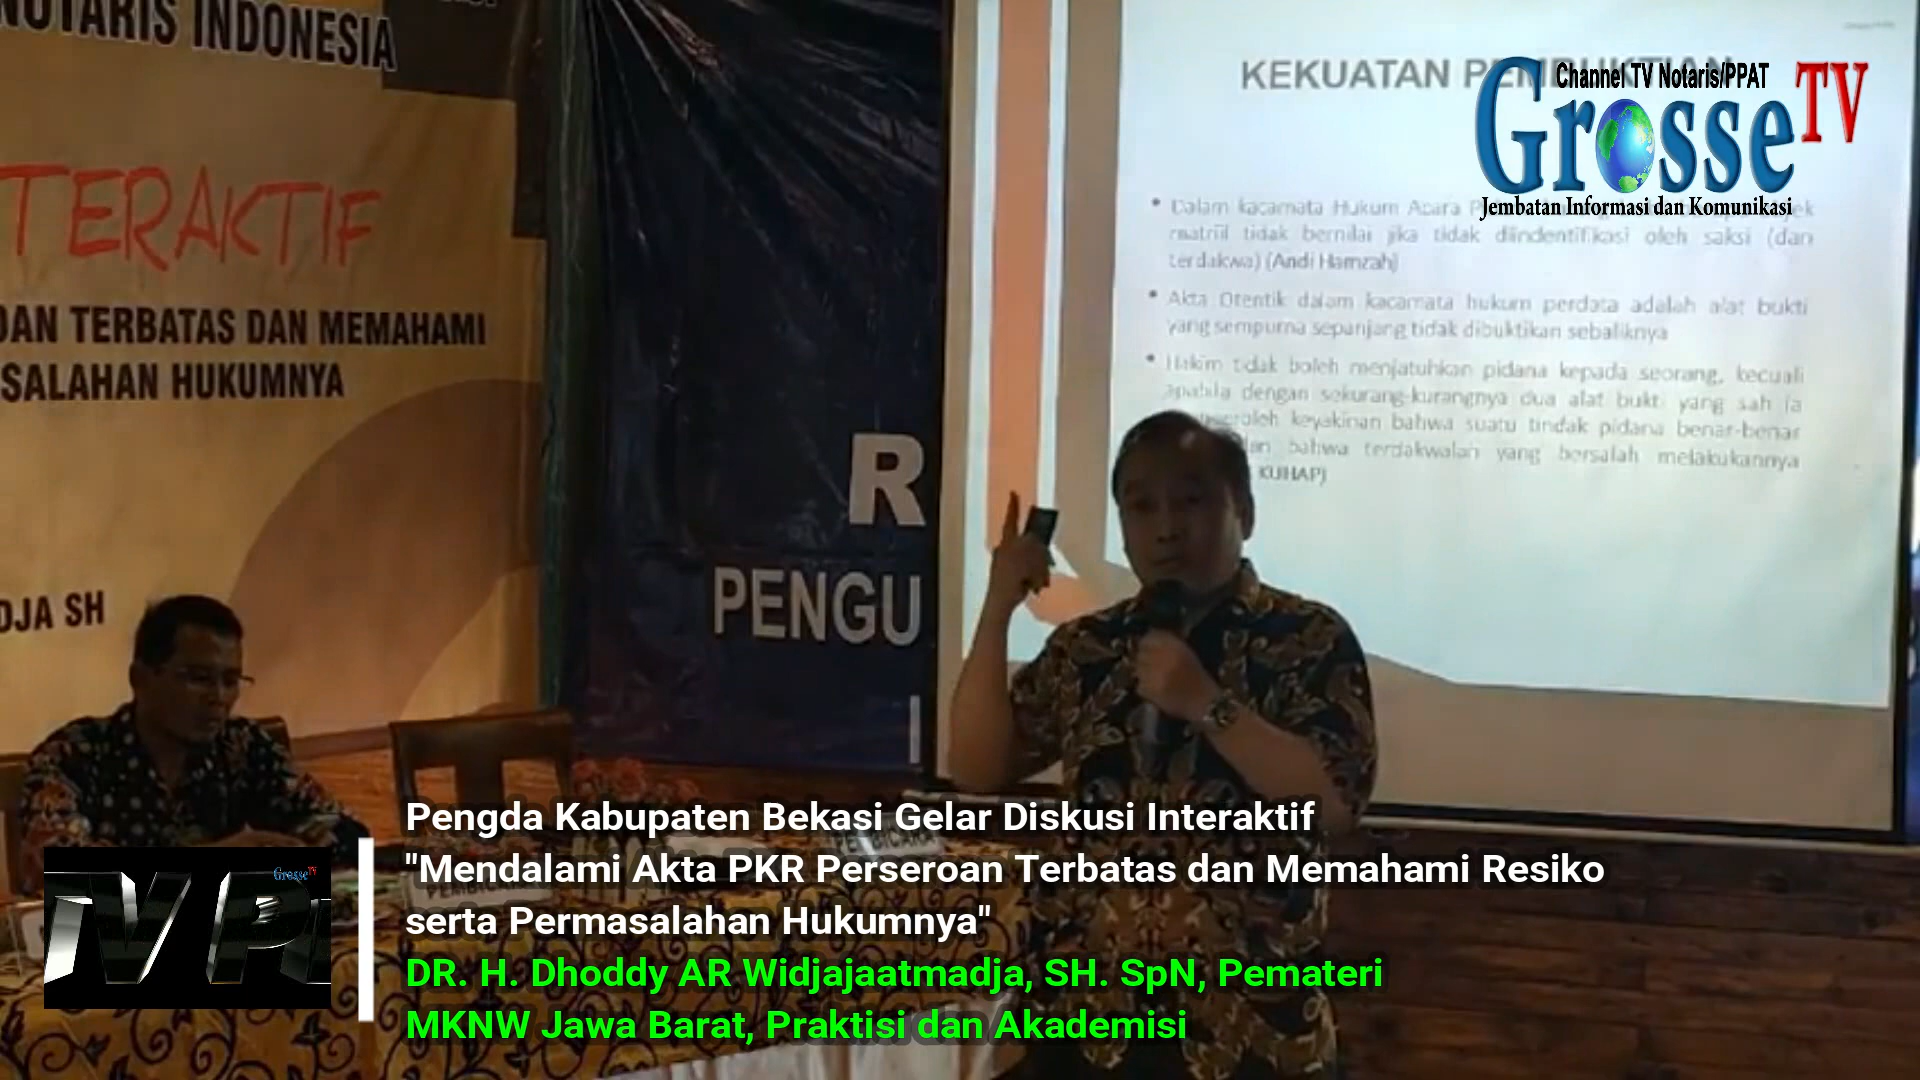 NOTARIS INDONESIA
TERAKTIF
DAN TERBATAS DAN MEMAHAMI
SALAHAN HUKUMNYA
DJA SH
R
PENGU
I
KEKUATAN
Channel TV Notaris/PPAT
Grosse TV
Jembatan Informasi dan Komunikasi
• Dalam kacamata Hukum Acara
matriil tidak bernilai jika tidak diindentifikasi oleh saksi (dan
terdakwa) (Andi Hamzah)
• Akta Otentik dalam kacamata hukum perdata adalah alat bukti
yang sempurna sepanjang tidak dibuktikan sebaliknya
• Hakim tidak boleh menjatuhkan pidana kepada seorang, kecuali
apabila dengan sekurang-kurangnya dua alat bukti yang sah ia
keyakinan bahwa suatu tindak pidana benar-benar
bahwa terdakwalah yang bersalah melakukannya
KUHAP)
PEMBICARA
PEMBICARA
GrosseTV
Pengda Kabupaten Bekasi Gelar Diskusi Interaktif
"Mendalami Akta PKR Perseroan Terbatas dan Memahami Resiko
serta Permasalahan Hukumnya"
DR. H. Dhoddy AR Widjajaatmadja, SH. SpN, Pemateri
MKNW Jawa Barat, Praktisi dan Akademisi